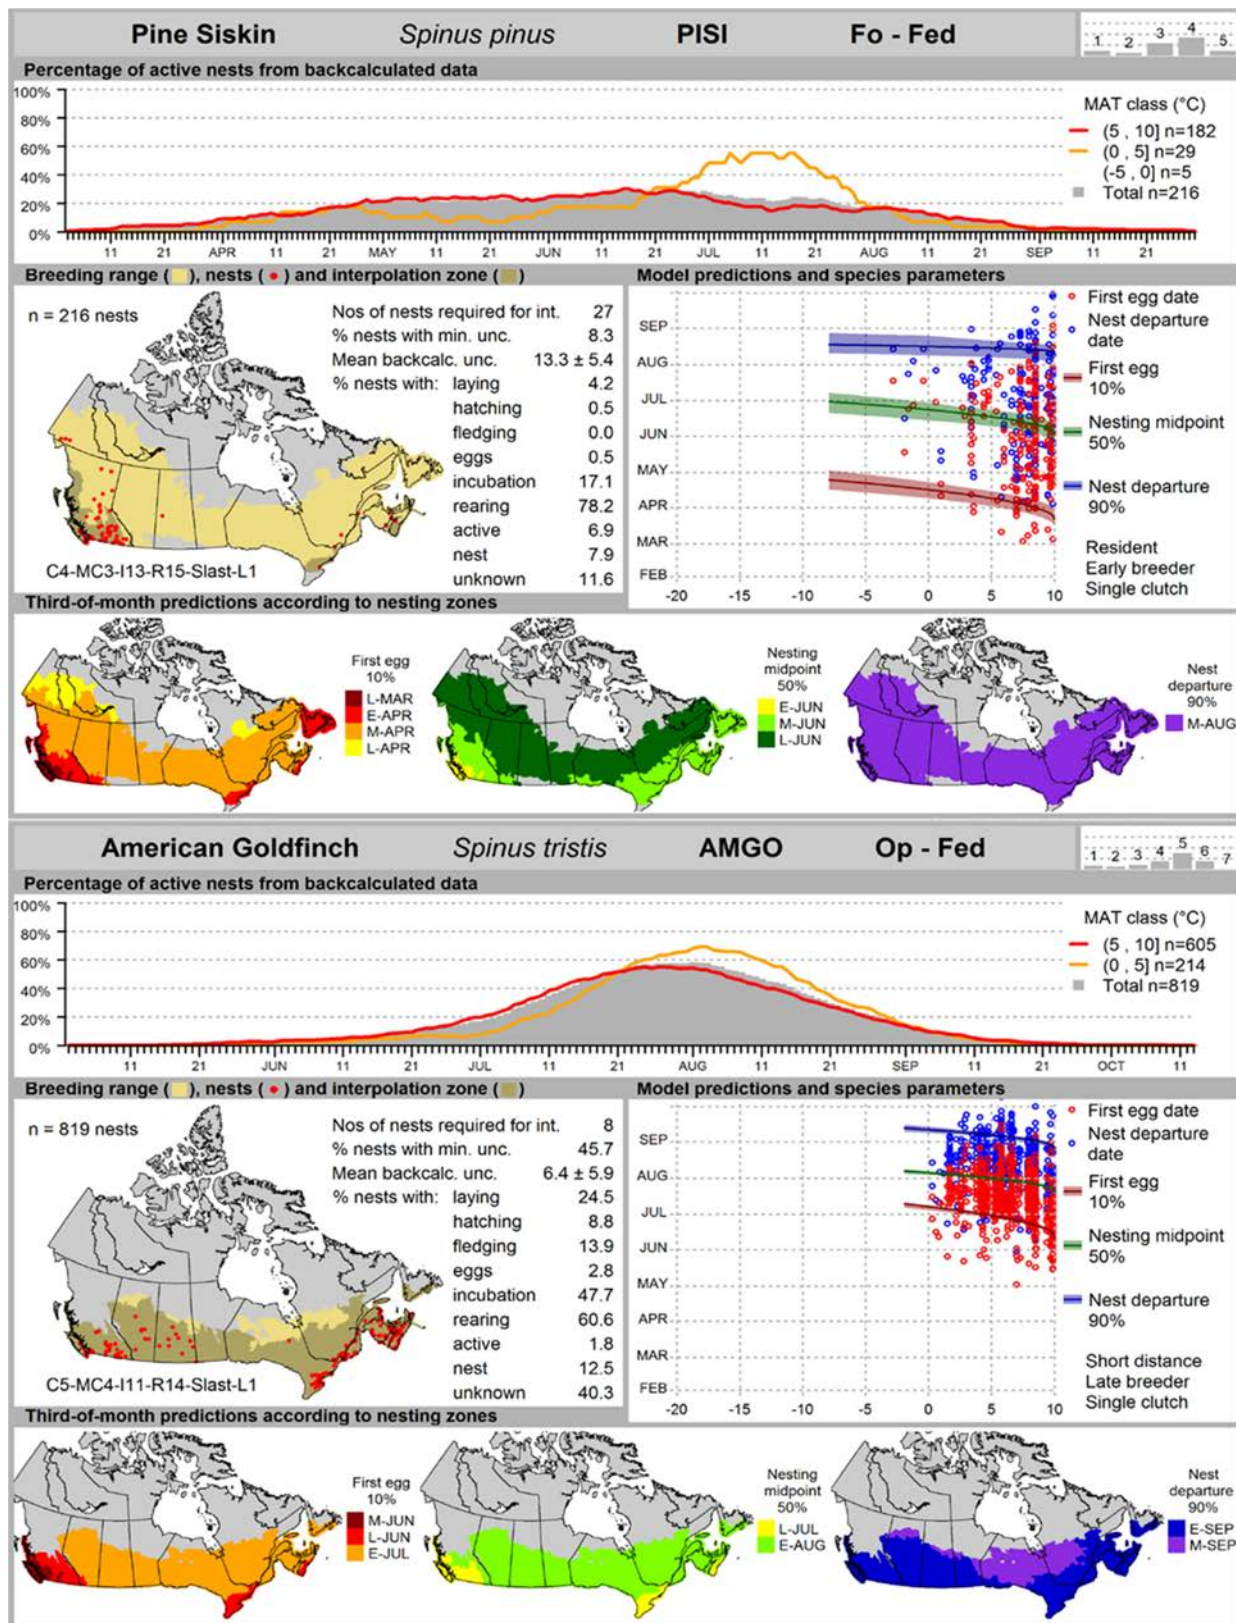 Pine Siskin Spinus pinus PISI Fo - Fed
1 2 3 4 5
Percentage of active nests from backcalculated data
100%
80%
60%
40%
20%
0%
MAT class (°C)
(5 , 10] n=182
(0 , 5] n=29
(-5 , 0] n=5
Total n=216
11 21 APR 11 21 MAY 11 21 JUN 11 21 JUL 11 21 AUG 11 21 SEP 11 21
Breeding range ( ), nests ( ) and interpolation zone ( )
n = 216 nests
Nos of nests required for int. 27
% nests with min. unc. 8.3
Mean backcalc. unc. 13.3 ± 5.4
% nests with: laying 4.2
hatching 0.5
fledging 0.0
eggs 0.5
incubation 17.1
rearing 78.2
active 6.9
nest 7.9
unknown 11.6
C4-MC3-I13-R15-Slast-L1
Model predictions and species parameters
SEP
AUG
JUL
JUN
MAY
APR
MAR
FEB
-20 -15 -10 -5 0 5 10
First egg date
Nest departure
date
First egg
10%
Nesting midpoint
50%
Nest departure
90%
Resident
Early breeder
Single clutch
Third-of-month predictions according to nesting zones
First egg
10%
L-MAR
E-APR
M-APR
L-APR
Nesting
midpoint
50%
E-JUN
M-JUN
L-JUN
Nest
departure
90%
M-AUG
American Goldfinch Spinus tristis AMGO Op - Fed
1 2 3 4 5 6 7
Percentage of active nests from backcalculated data
100%
80%
60%
40%
20%
0%
MAT class (°C)
(5 , 10] n=605
(0 , 5] n=214
Total n=819
11 21 JUN 11 21 JUL 11 21 AUG 11 21 SEP 11 21 OCT 11
Breeding range ( ), nests ( ) and interpolation zone ( )
n = 819 nests
Nos of nests required for int. 8
% nests with min. unc. 45.7
Mean backcalc. unc. 6.4 ± 5.9
% nests with: laying 24.5
hatching 8.8
fledging 13.9
eggs 2.8
incubation 47.7
rearing 60.6
active 1.8
nest 12.5
unknown 40.3
C5-MC4-I11-R14-Slast-L1
Model predictions and species parameters
SEP
AUG
JUL
JUN
MAY
APR
MAR
FEB
-20 -15 -10 -5 0 5 10
First egg date
Nest departure
date
First egg
10%
Nesting midpoint
50%
Nest departure
90%
Short distance
Late breeder
Single clutch
Third-of-month predictions according to nesting zones
First egg
10%
M-JUN
L-JUN
E-JUL
Nesting
midpoint
50%
L-JUL
E-AUG
Nest
departure
90%
E-SEP
M-SEP